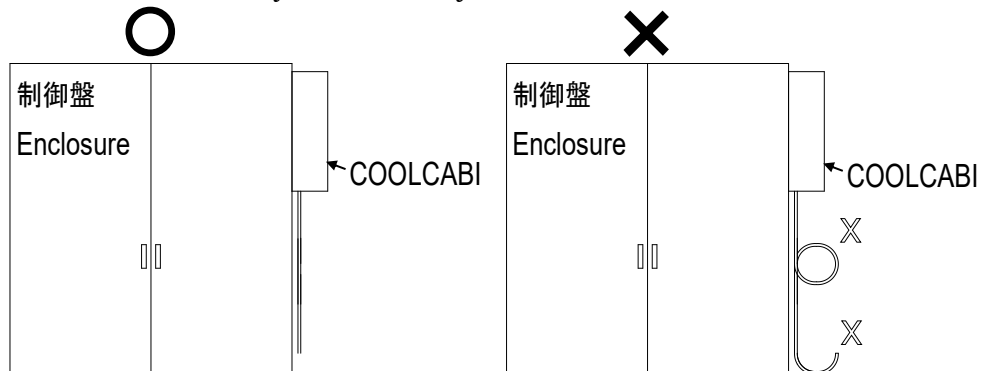 制御盤
Enclosure
COOLCABI
制御盤
Enclosure
COOLCABI
X
X